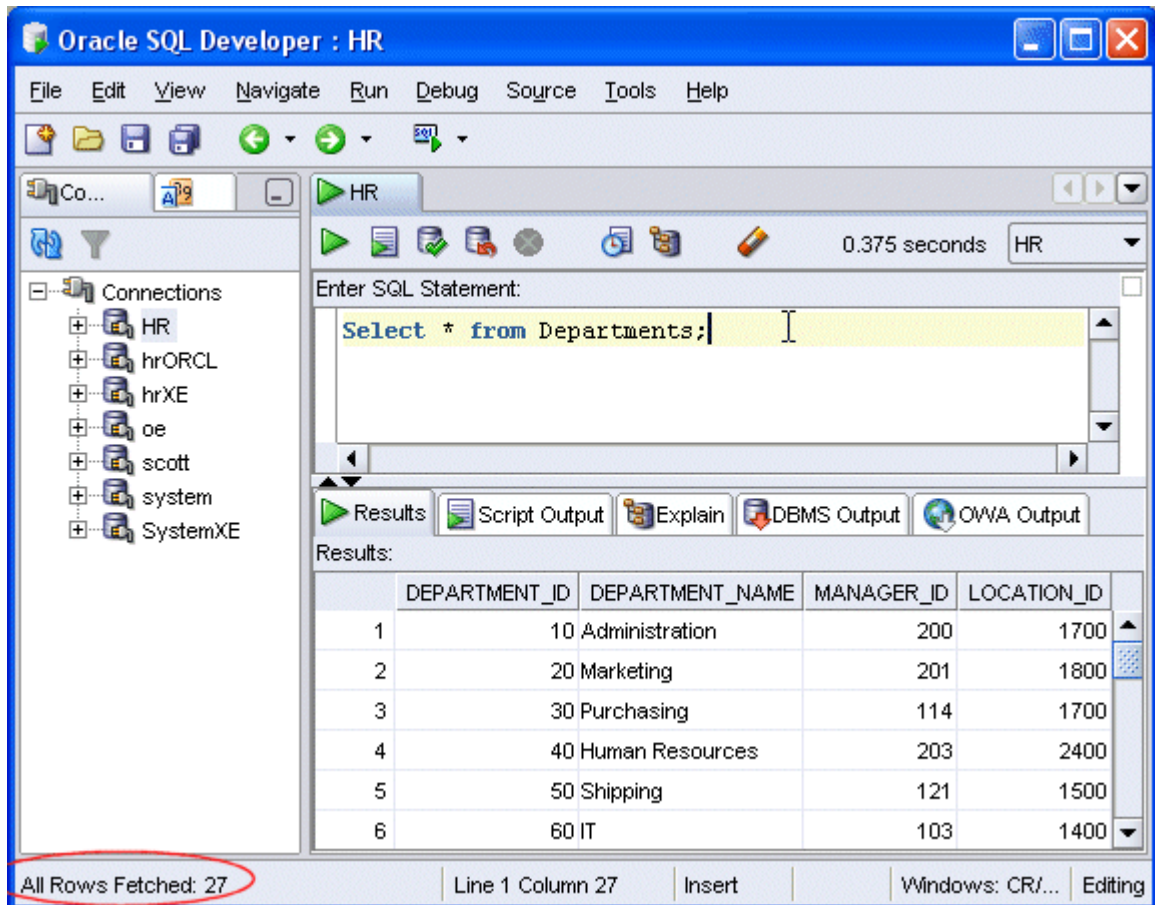 Oracle SQL Developer : HR
File Edit View Navigate Run Debug Source Tools Help
Co...
HR
0.375 seconds HR
Connections
HR
hrORCL
hrXE
oe
scott
system
SystemXE
Enter SQL Statement:
Select * from Departments;
Results Script Output Explain DBMS Output OWA Output
Results:
DEPARTMENT_ID DEPARTMENT_NAME MANAGER_ID LOCATION_ID
1 10 Administration 200 1700
2 20 Marketing 201 1800
3 30 Purchasing 114 1700
4 40 Human Resources 203 2400
5 50 Shipping 121 1500
6 60 IT 103 1400
All Rows Fetched: 27 Line 1 Column 27 Insert Windows: CR/... Editing